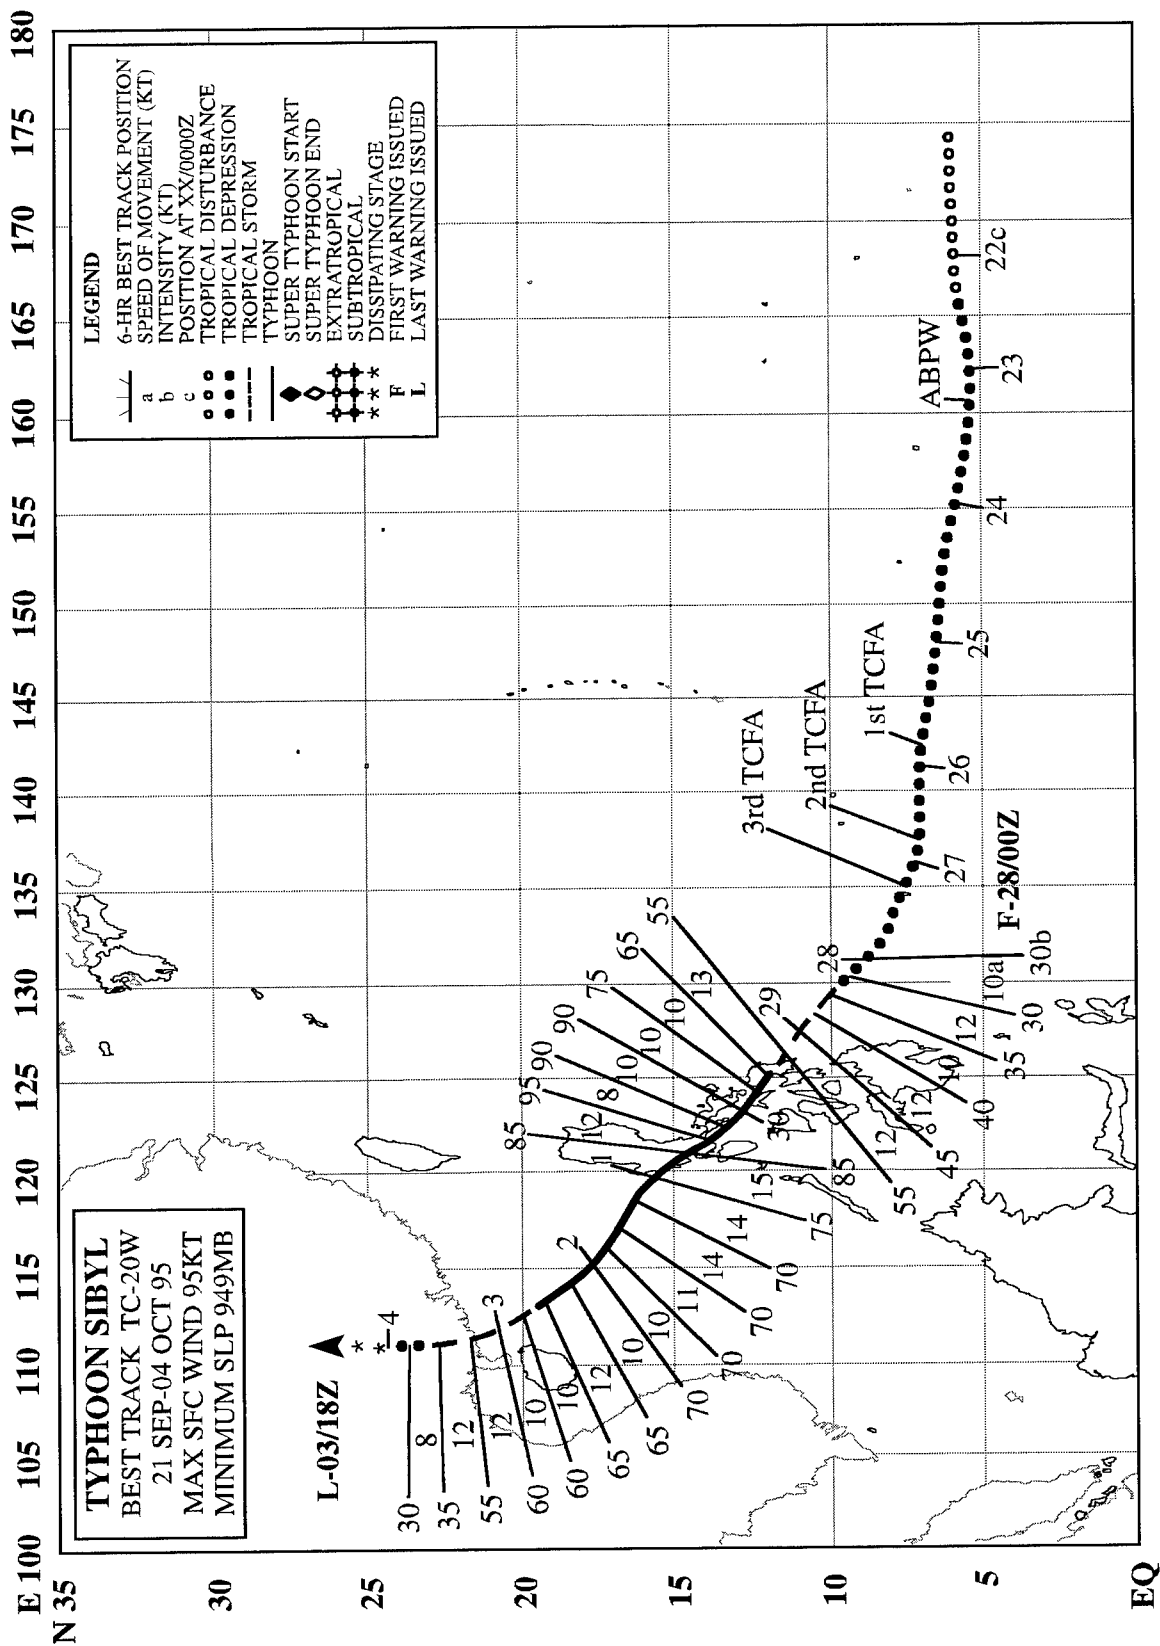 TYPHOON SIBYL
BEST TRACK TC-20W
21 SEP-04 OCT 95
MAX SFC WIND 95KT
MINIMUM SLP 949MB
LEGEND
6-HR BEST TRACK POSITION
a SPEED OF MOVEMENT (KT)
b INTENSITY (KT)
c POSITION AT XX/0000Z
TROPICAL DISTURBANCE
TROPICAL DEPRESSION
TROPICAL STORM
TYPHOON
SUPER TYPHOON START
SUPER TYPHOON END
EXTRATROPICAL
SUBTROPICAL
*** DISSIPATING STAGE
F FIRST WARNING ISSUED
L LAST WARNING ISSUED
E 100 105 110 115 120 125 130 135 140 145 150 155 160 165 170 175 180
N 35
30
25
20
15
10
5
EQ
L-03/18Z
* * 4
30
8
35
12
55
12
3
60
10
60
10
65
12
65
10
70
10
2
70
11
70
14
70
14
75
15
1
85
12
85
95
8
90
10
90
10
30
75
10
65
13
55
55
12
8
29
45
12
40
10
35
12
30
10a
28
30b
F-28/00Z
27
3rd TCFA
2nd TCFA
26
1st TCFA
25
24
ABPW
23
22c